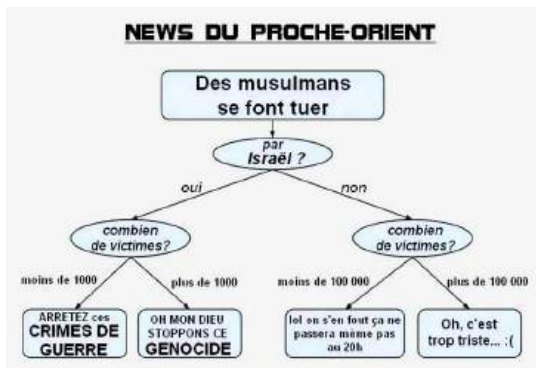 NEWS DU PROCHE-ORIENT
Des musulmans
se font tuer
par
Israël ?
oui
non
combien
de victimes?
combien
de victimes?
moins de 1000
plus de 1000
moins de 100 000
plus de 100 000
ARRETEZ ces
CRIMES DE
GUERRE
OH MON DIEU
STOPPONS CE
GENOCIDE
lol on s'en fout ça ne
passera même pas
au 20h
Oh, c'est
trop triste... :(